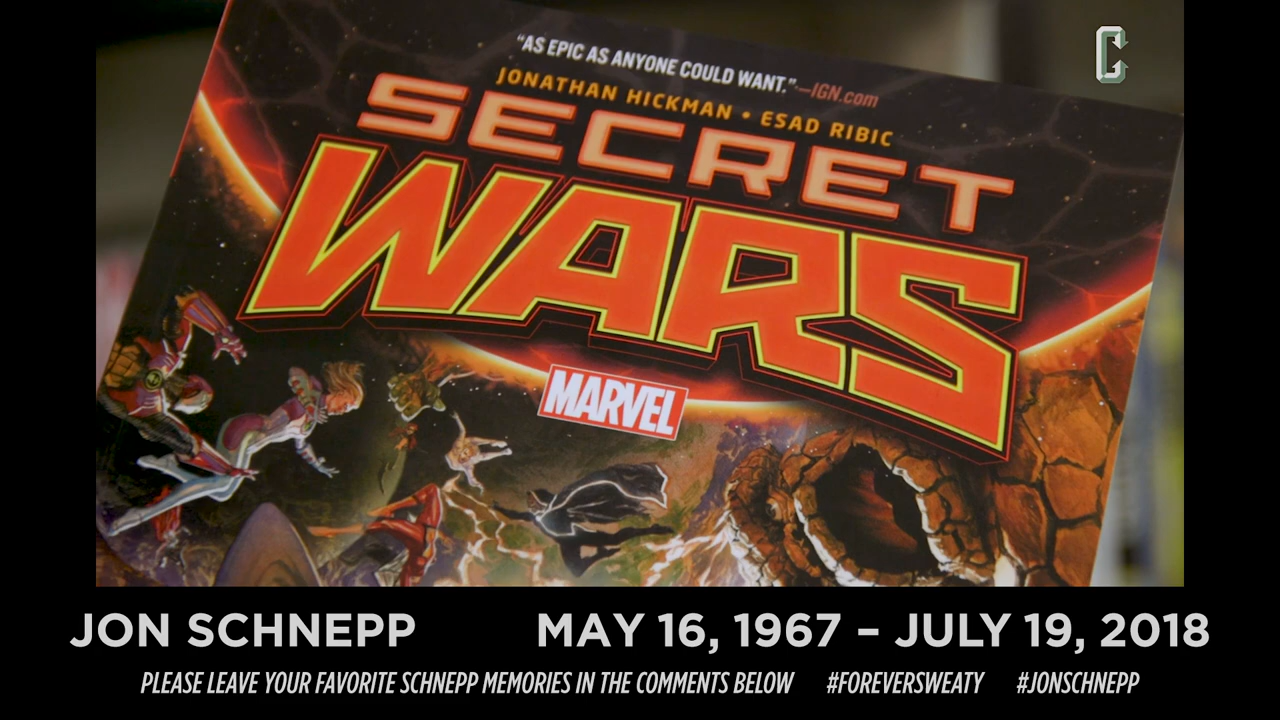 “AS EPIC AS ANYONE COULD WANT.”—IGN.com
JONATHAN HICKMAN • ESAD RIBIC
SECRET
WARS
MARVEL
JON SCHNEPP MAY 16, 1967 – JULY 19, 2018
PLEASE LEAVE YOUR FAVORITE SCHNEPP MEMORIES IN THE COMMENTS BELOW #FOREVERSWEATY #JONSCHNEPP